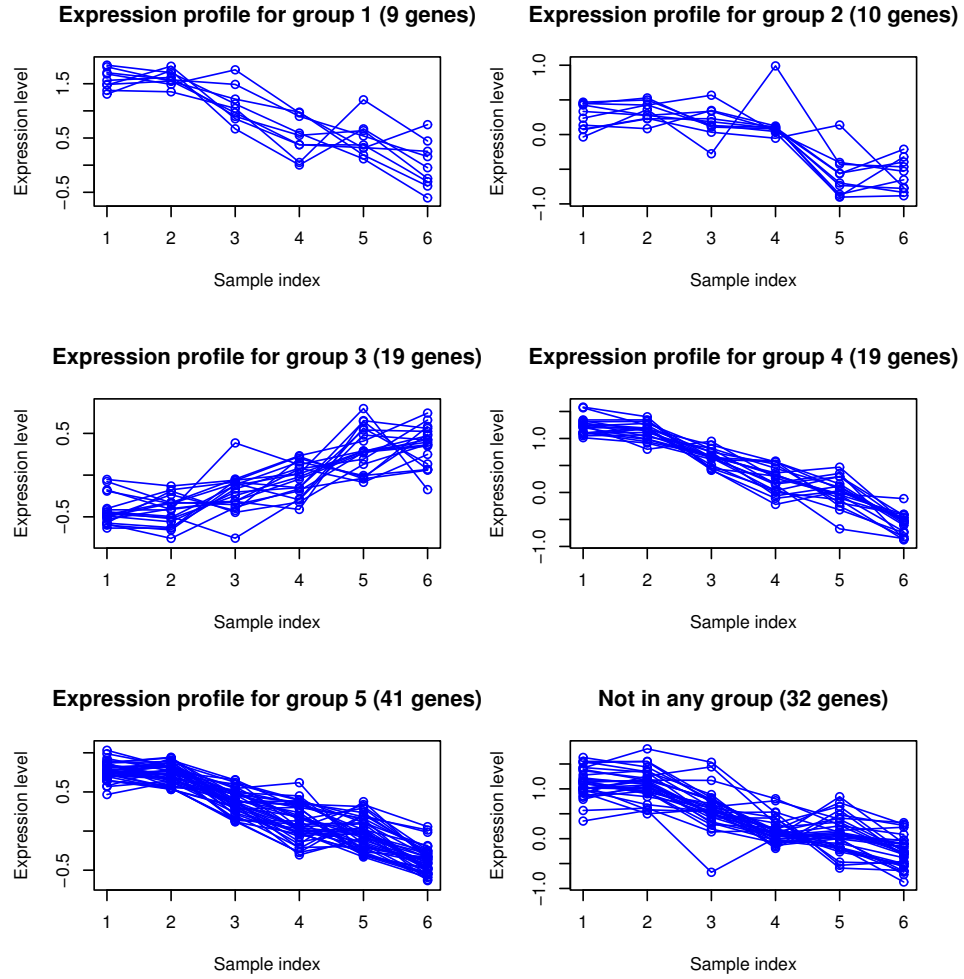 Expression profile for group 1 (9 genes)
Expression level
1.5
0.5
−0.5
1 2 3 4 5 6
Sample index
Expression profile for group 2 (10 genes)
Expression level
1.0
0.0
−1.0
1 2 3 4 5 6
Sample index
Expression profile for group 3 (19 genes)
Expression level
0.5
−0.5
1 2 3 4 5 6
Sample index
Expression profile for group 4 (19 genes)
Expression level
1.0
0.0
−1.0
1 2 3 4 5 6
Sample index
Expression profile for group 5 (41 genes)
Expression level
0.5
−0.5
1 2 3 4 5 6
Sample index
Not in any group (32 genes)
Expression level
1.0
0.0
−1.0
1 2 3 4 5 6
Sample index